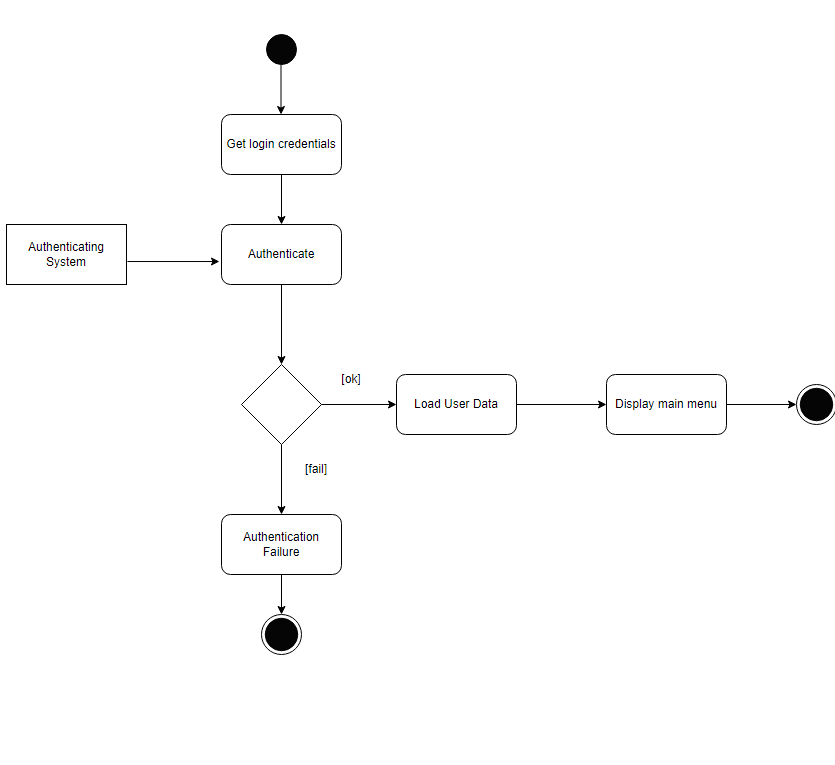 Get login credentials
Authenticating
System
Authenticate
[ok]
Load User Data
Display main menu
[fail]
Authentication
Failure